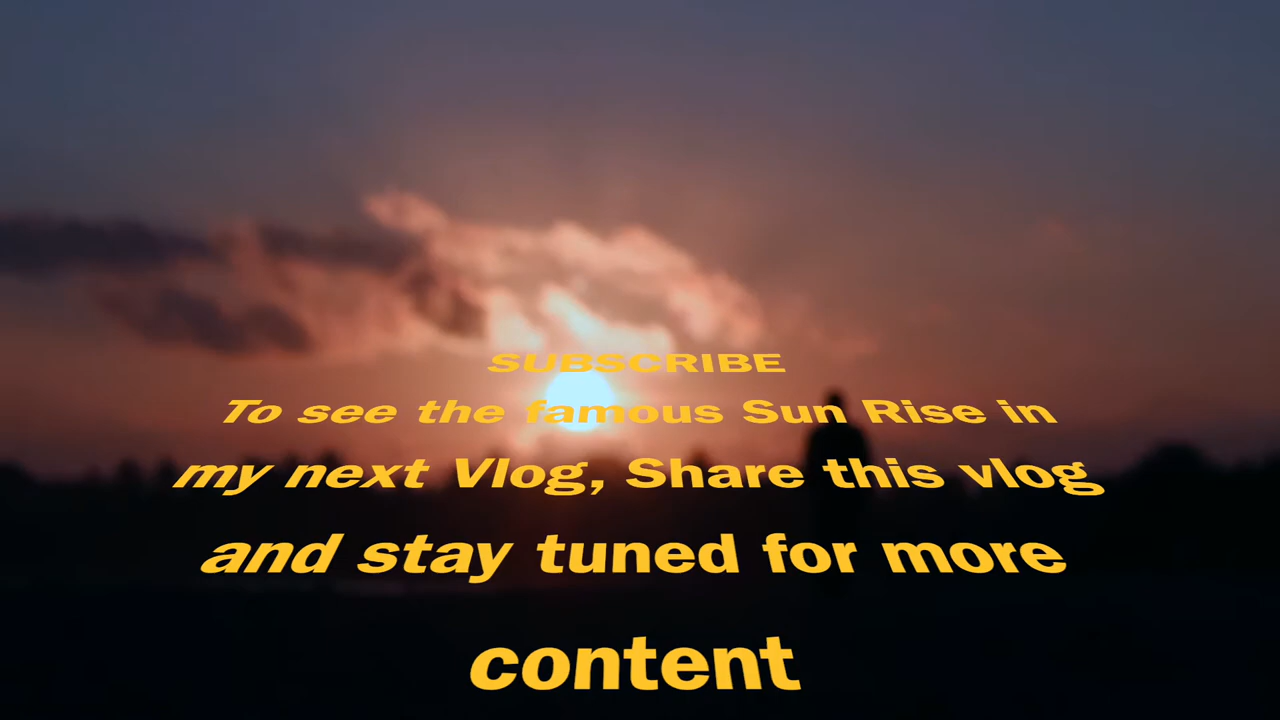 SUBSCRIBE
To see the famous Sun Rise in
my next Vlog, Share this vlog
and stay tuned for more
content